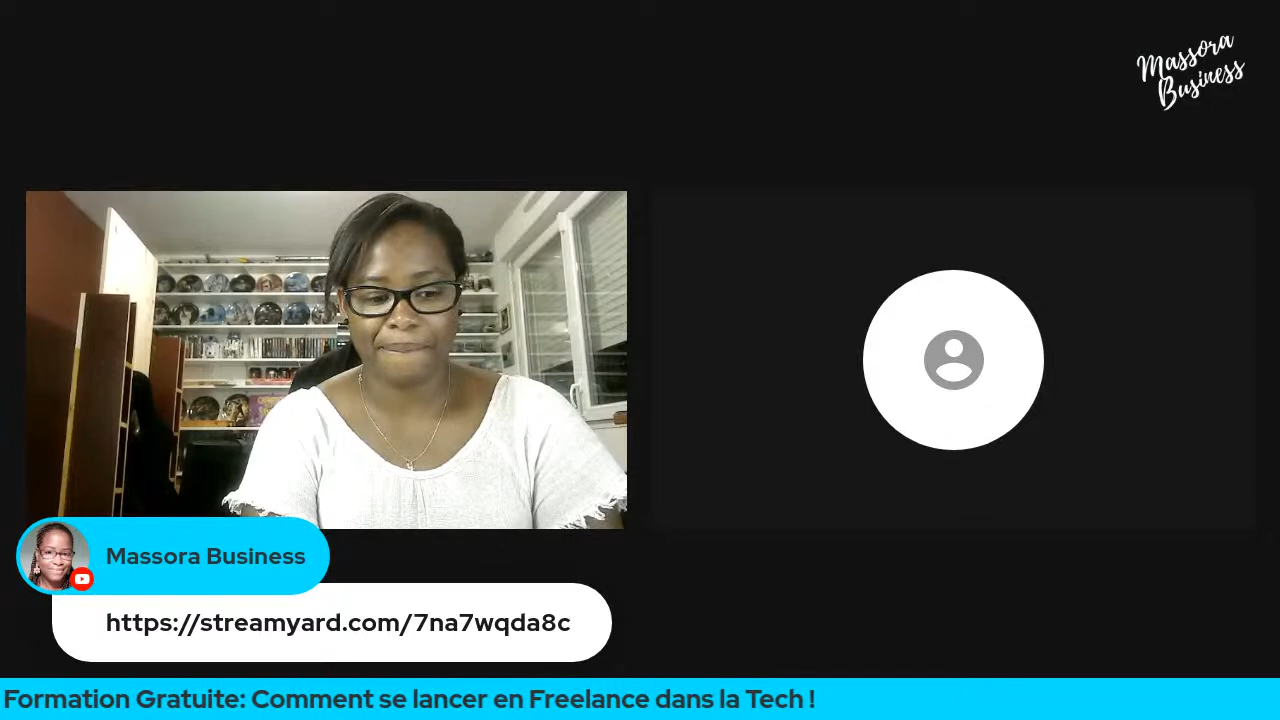 Massora
Business
Massora Business
https://streamyard.com/7na7wqda8c
Formation Gratuite: Comment se lancer en Freelance dans la Tech !